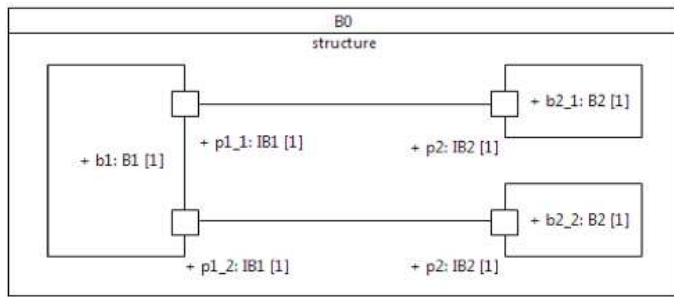 B0
structure
+ b1: B1 [1]
+ p1_1: IB1 [1]
+ p2: IB2 [1]
+ b2_1: B2 [1]
+ p1_2: IB1 [1]
+ p2: IB2 [1]
+ b2_2: B2 [1]